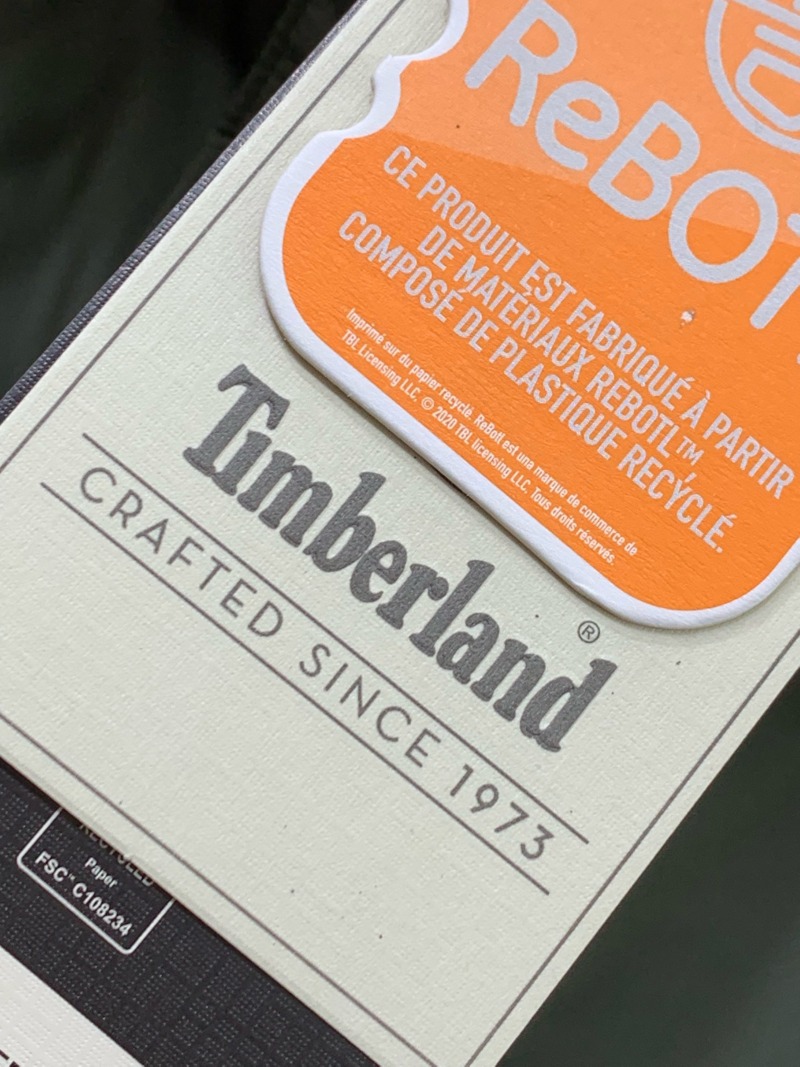 ReBOT
CE PRODUIT EST FABRIQUÉ À PARTIR
DE MATÉRIAUX REBOTL™
COMPOSÉ DE PLASTIQUE RECYCLÉ.
Imprimé sur du papier recyclé. ReBotl est une marque de commerce de
TBL Licensing LLC. © 2020 TBL licensing LLC. Tous droits réservés.
Timberland®
CRAFTED SINCE 1973
RECYCLED
Paper
FSC™ C108234